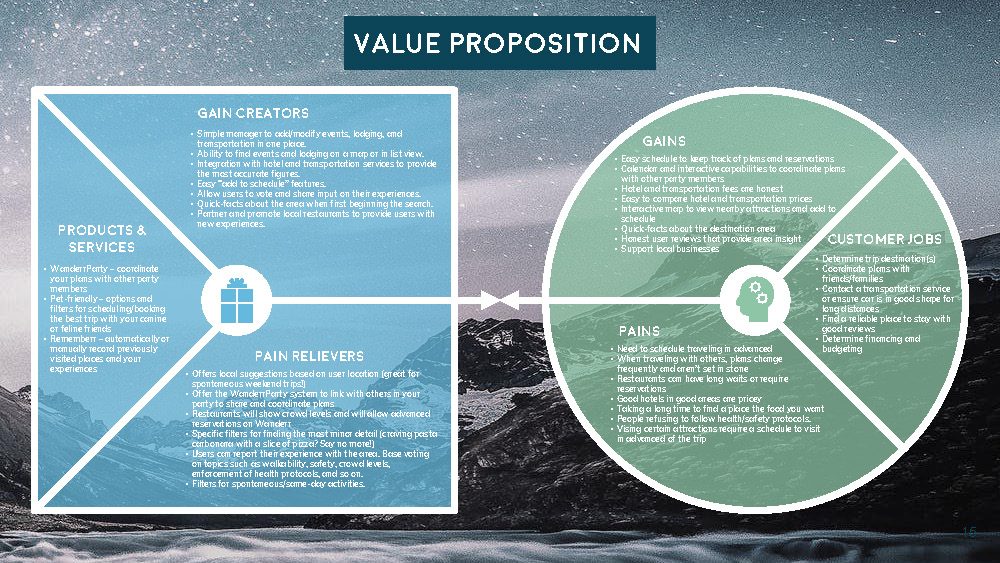 VALUE PROPOSITION
GAIN CREATORS
• Simple manager to add/modify events, lodging, and
transportation in one place.
• Ability to find events and lodging on a map or in list view.
• Integration with hotel and transportation services to provide
the most accurate figures.
• Easy "add to schedule" features.
• Allow users to vote and share input on their experiences.
• Quick-facts about the area when first beginning the search.
• Partner and promote local restaurants to provide users with
new experiences.
PRODUCTS &
SERVICES
• WanderrParty – coordinate
your plans with other party
members
• Pet-friendly – options and
filters for scheduling/booking
the best trip with your canine
or feline friends
• Rememberr – automatically or
manually record previously
visited places and your
experiences
PAIN RELIEVERS
• Offers local suggestions based on user location (great for
spontaneous weekend trips!)
• Offer the WanderrParty system to link with others in your
party to share and coordinate plans
• Restaurants will show crowd levels and will allow advanced
reservations on Wanderr
• Specific filters for finding the most minor detail (craving pasta
carbonara with a slice of pizza? Say no more!)
• Users can report their experience with the area. Base voting
on topics such as walkability, safety, crowd levels,
enforcement of health protocols, and so on.
• Filters for spontaneous/same-day activities.
GAINS
• Easy schedule to keep track of plans and reservations
• Calendar and interactive capabilities to coordinate plans
with other party members
• Hotel and transportation fees are honest
• Easy to compare hotel and transportation prices
• Interactive map to view nearby attractions and add to
schedule
• Quick-facts about the destination area
• Honest user reviews that provide area insight
• Support local businesses
CUSTOMER JOBS
• Determine trip destination(s)
• Coordinate plans with
friends/families
• Contact a transportation service
or ensure car is in good shape for
long distances
• Find a reliable place to stay with
good reviews
• Determine financing and
budgeting
PAINS
• Need to schedule traveling in advanced
• When traveling with others, plans change
frequently and aren't set in stone
• Restaurants can have long waits or require
reservations
• Good hotels in good areas are pricey
• Taking a long time to find a place the food you want
• People refusing to follow health/safety protocols.
• Vising certain attractions require a schedule to visit
in advanced of the trip
15